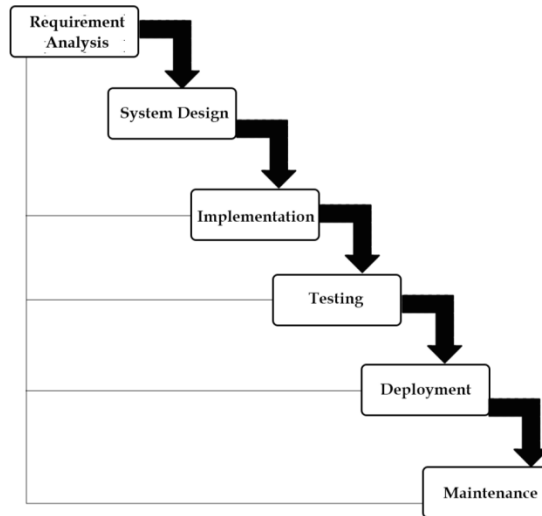 Requirement
Analysis
System Design
Implementation
Testing
Deployment
Maintenance